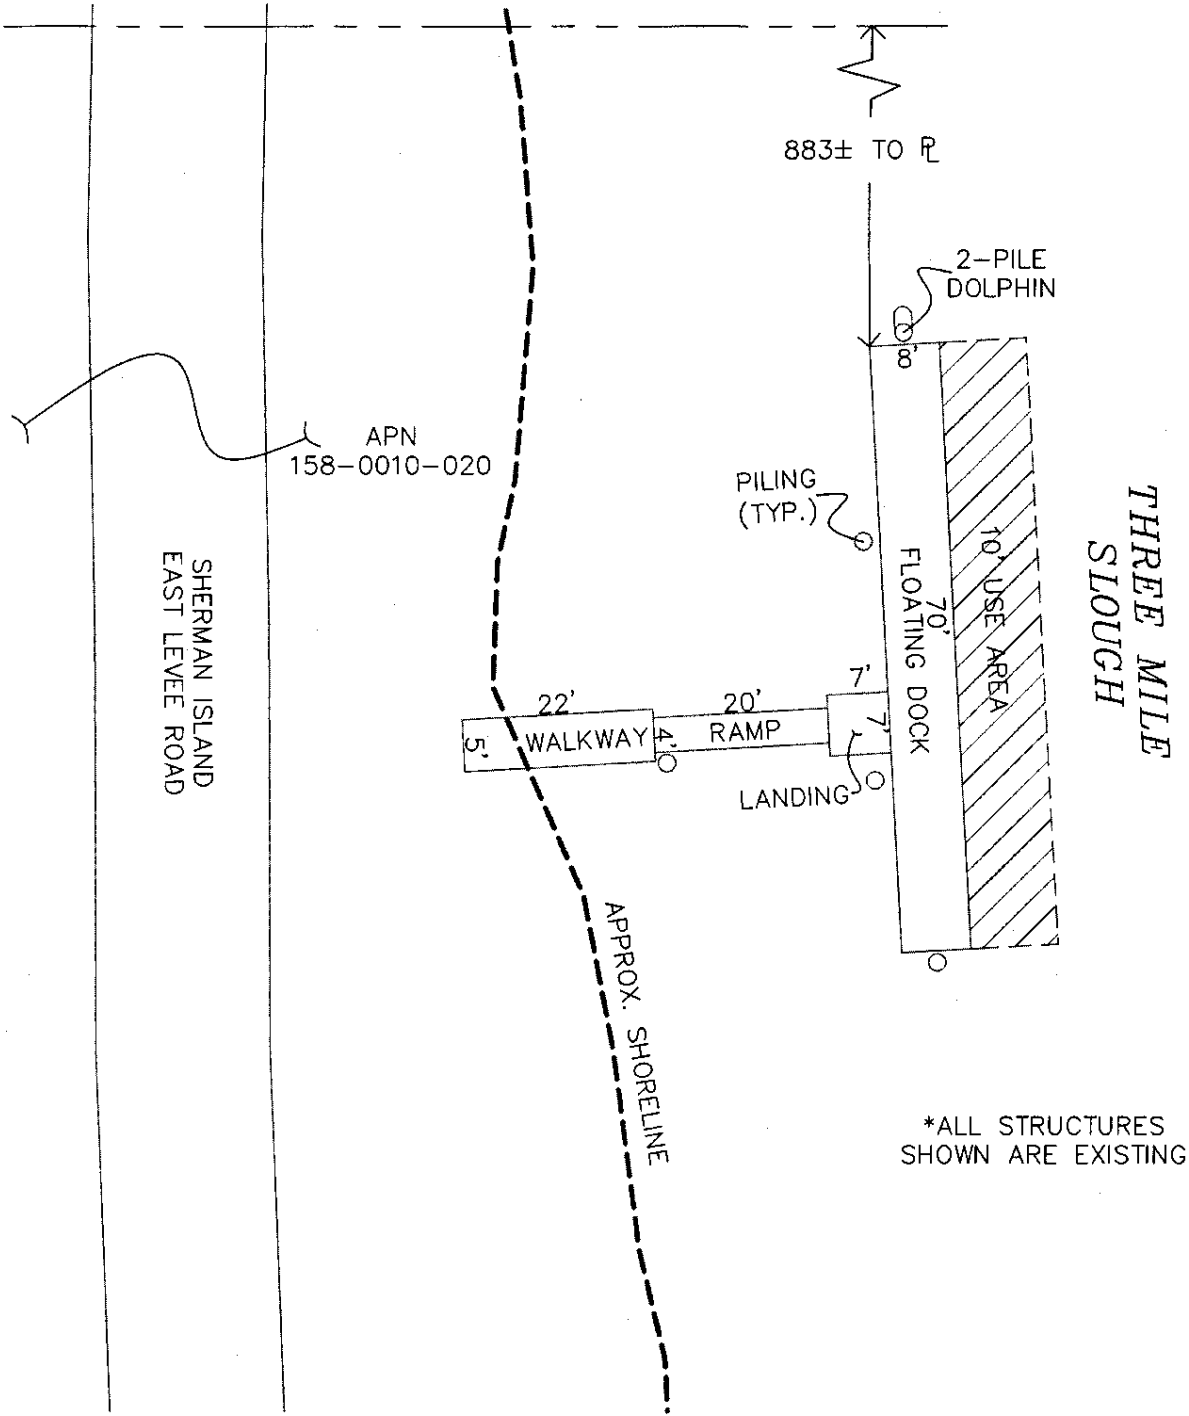 883± TO ⅊
2-PILE
DOLPHIN
8'
APN
158-0010-020
PILING
(TYP.)
THREE MILE
SLOUGH
10' USE AREA
70'
FLOATING DOCK
SHERMAN ISLAND
EAST LEVEE ROAD
22'
20'
7'
5'
WALKWAY
4'
RAMP
7'
LANDING
APPROX. SHORELINE
*ALL STRUCTURES
SHOWN ARE EXISTING